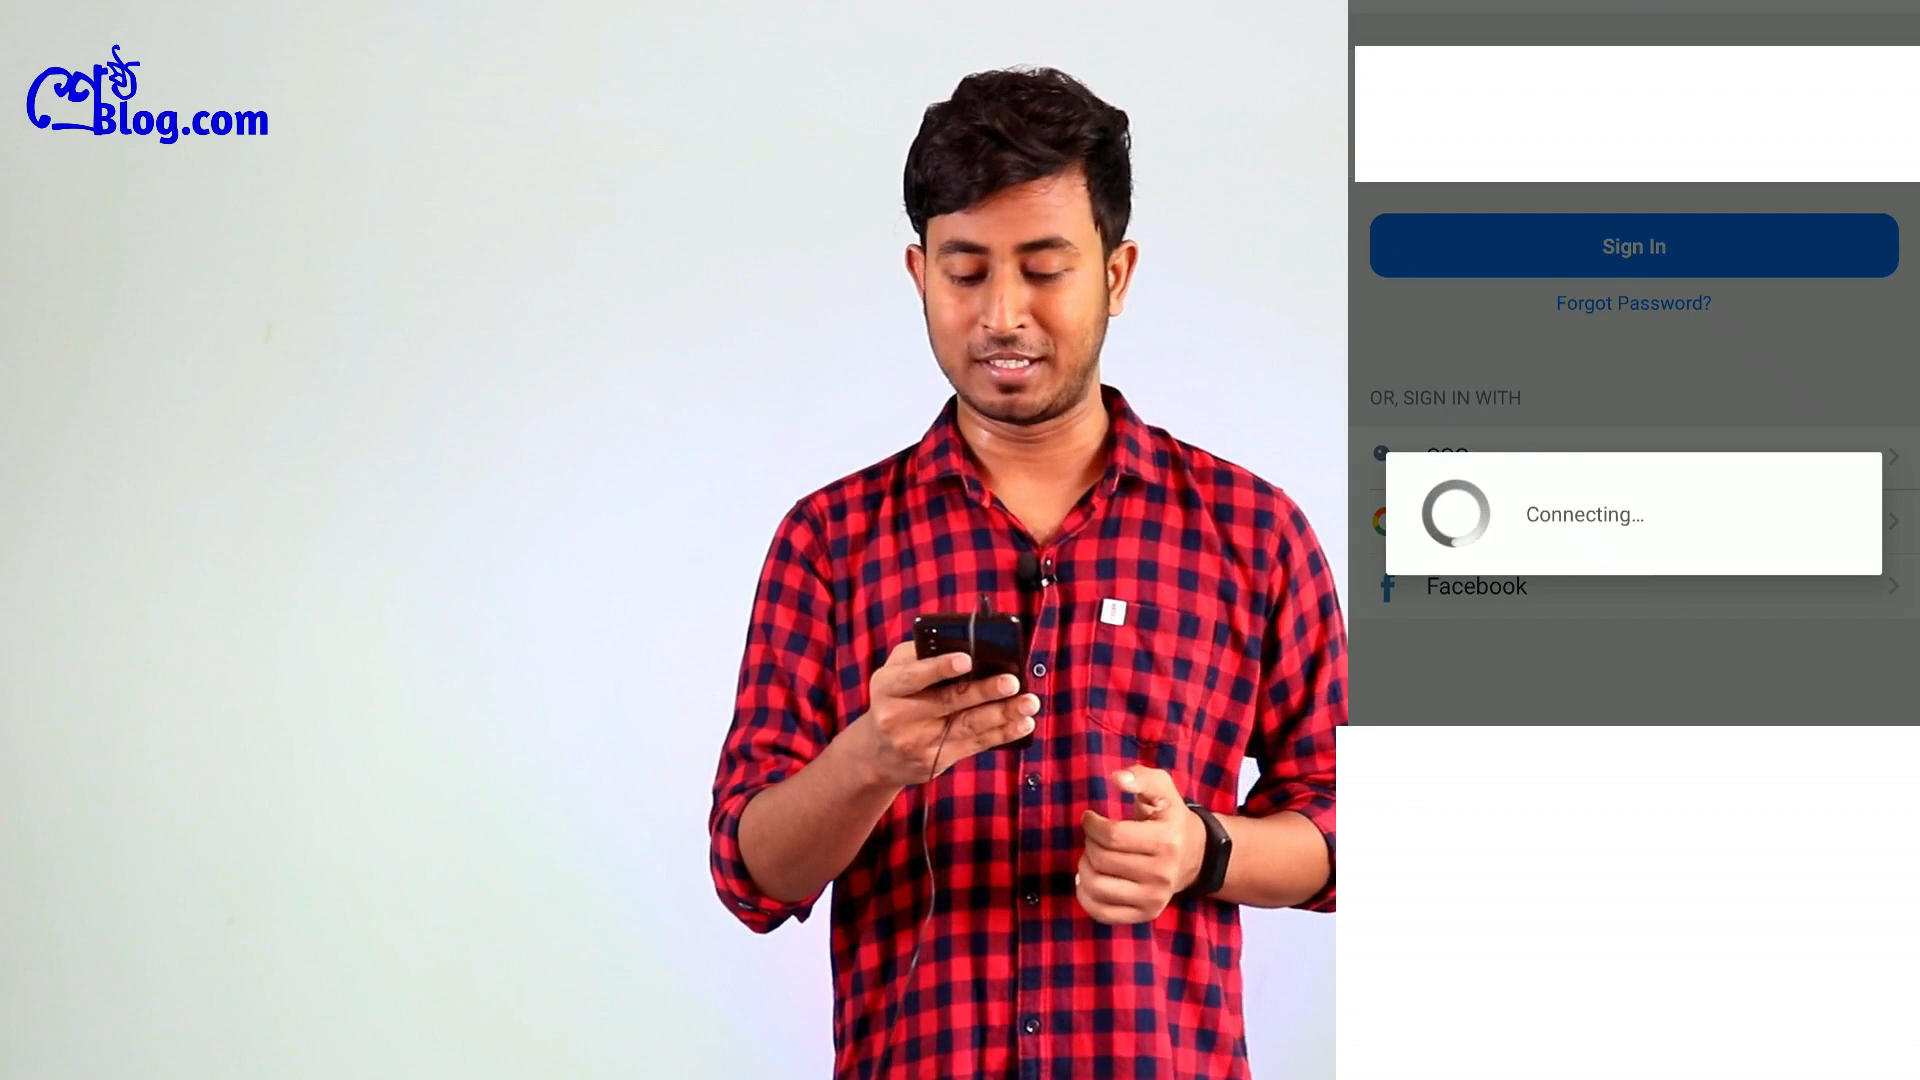 শ্রেষ্ঠ
Blog.com
Sign In
Forgot Password?
OR, SIGN IN WITH
Connecting...
Facebook